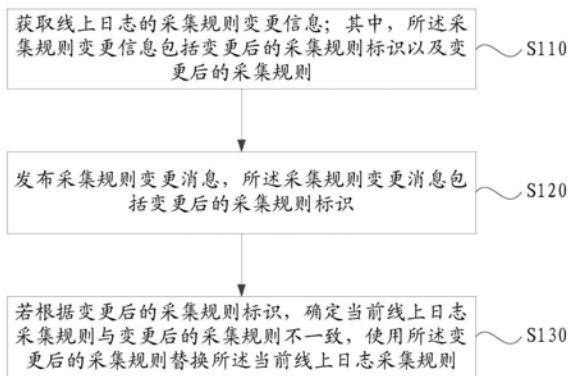 获取线上日志的采集规则变更信息；其中，所述采
集规则变更信息包括变更后的采集规则标识以及变
更后的采集规则
S110
发布采集规则变更消息，所述采集规则变更消息包
括变更后的采集规则标识
S120
若根据变更后的采集规则标识，确定当前线上日志
采集规则与变更后的采集规则不一致，使用所述变
更后的采集规则替换所述当前线上日志采集规则
S130